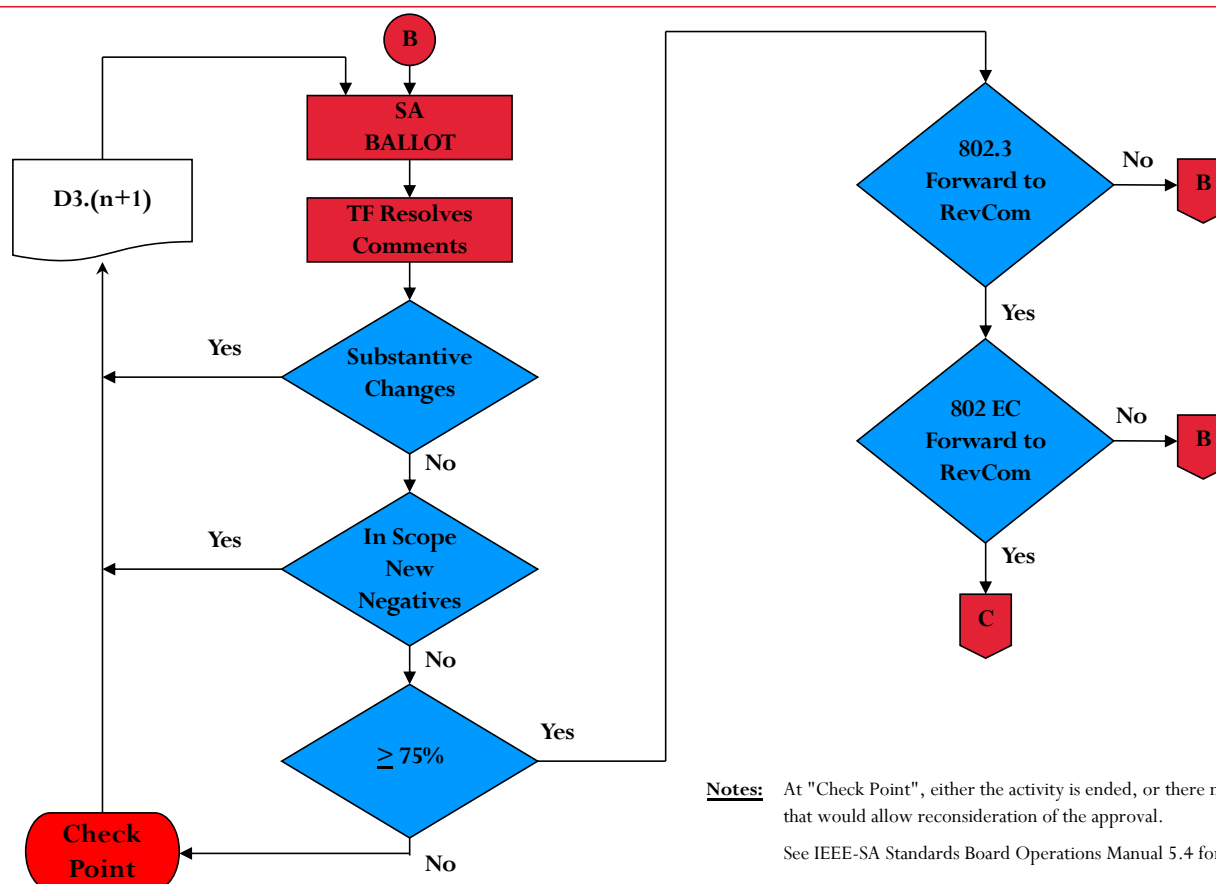 B
SA
BALLOT
D3.(n+1)
TF Resolves
Comments
Yes
Substantive
Changes
No
Yes
In Scope
New
Negatives
No
≥ 75%
Yes
No
Check
Point
802.3
Forward to
RevCom
No
B
Yes
802 EC
Forward to
RevCom
No
B
Yes
C
Notes: At "Check Point", either the activity is ended, or there
that would allow reconsideration of the approval.
See IEEE-SA Standards Board Operations Manual 5.4 for